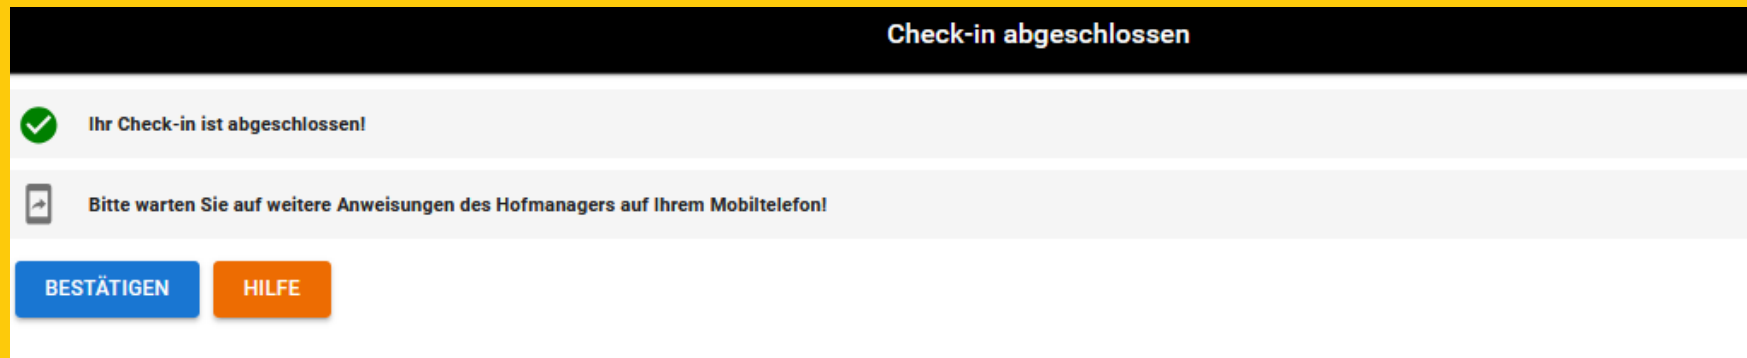 Check-in abgeschlossen
Ihr Check-in ist abgeschlossen!
Bitte warten Sie auf weitere Anweisungen des Hofmanagers auf Ihrem Mobiltelefon!
BESTÄTIGEN HILFE